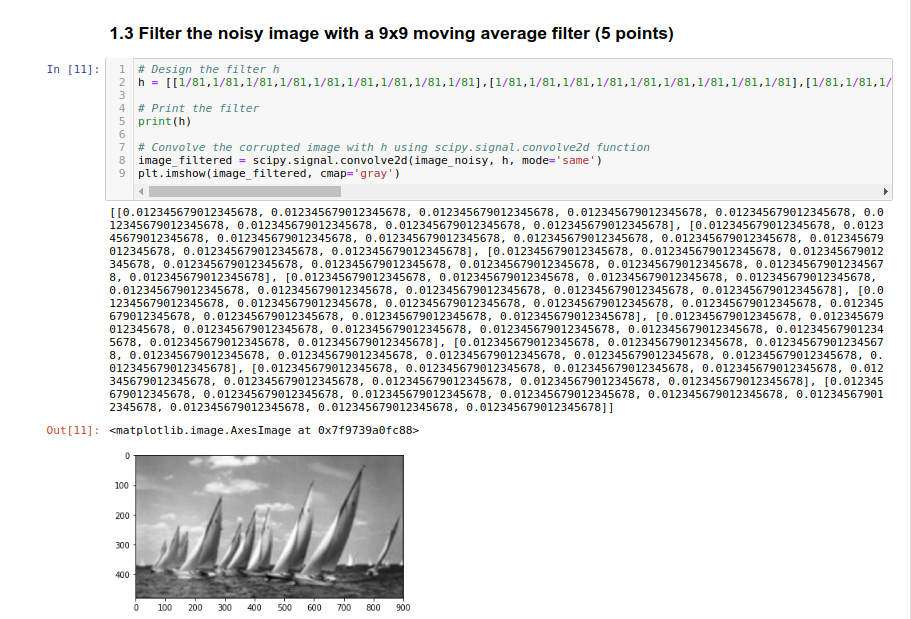 1.3 Filter the noisy image with a 9x9 moving average filter (5 points)
In [11]:
1 # Design the filter h
2 h = [[1/81,1/81,1/81,1/81,1/81,1/81,1/81,1/81,1/81],[1/81,1/81,1/81,1/81,1/81,1/81,1/81,1/81,1/81],[1/81,1/81,1/
3
4 # Print the filter
5 print(h)
6
7 # Convolve the corrupted image with h using scipy.signal.convolve2d function
8 image_filtered = scipy.signal.convolve2d(image_noisy, h, mode='same')
9 plt.imshow(image_filtered, cmap='gray')
[[0.012345679012345678, 0.012345679012345678, 0.012345679012345678, 0.012345679012345678, 0.012345679012345678, 0.0
12345679012345678, 0.012345679012345678, 0.012345679012345678, 0.012345679012345678], [0.012345679012345678, 0.0123
45679012345678, 0.012345679012345678, 0.012345679012345678, 0.012345679012345678, 0.012345679012345678, 0.012345679
012345678, 0.012345679012345678, 0.012345679012345678], [0.012345679012345678, 0.012345679012345678, 0.012345679012
345678, 0.012345679012345678, 0.012345679012345678, 0.012345679012345678, 0.012345679012345678, 0.01234567901234567
8, 0.012345679012345678], [0.012345679012345678, 0.012345679012345678, 0.012345679012345678, 0.012345679012345678,
0.012345679012345678, 0.012345679012345678, 0.012345679012345678, 0.012345679012345678, 0.012345679012345678], [0.0
12345679012345678, 0.012345679012345678, 0.012345679012345678, 0.012345679012345678, 0.012345679012345678, 0.012345
679012345678, 0.012345679012345678, 0.012345679012345678, 0.012345679012345678], [0.012345679012345678, 0.012345679
012345678, 0.012345679012345678, 0.012345679012345678, 0.012345679012345678, 0.012345679012345678, 0.01234567901234
5678, 0.012345679012345678, 0.012345679012345678], [0.012345679012345678, 0.012345679012345678, 0.01234567901234567
8, 0.012345679012345678, 0.012345679012345678, 0.012345679012345678, 0.012345679012345678, 0.012345679012345678, 0.
012345679012345678], [0.012345679012345678, 0.012345679012345678, 0.012345679012345678, 0.012345679012345678, 0.012
345679012345678, 0.012345679012345678, 0.012345679012345678, 0.012345679012345678, 0.012345679012345678], [0.012345
679012345678, 0.012345679012345678, 0.012345679012345678, 0.012345679012345678, 0.012345679012345678, 0.01234567901
2345678, 0.012345679012345678, 0.012345679012345678, 0.012345679012345678]]
Out[11]: <matplotlib.image.AxesImage at 0x7f9739a0fc88>
0
100
200
300
400
0 100 200 300 400 500 600 700 800 900